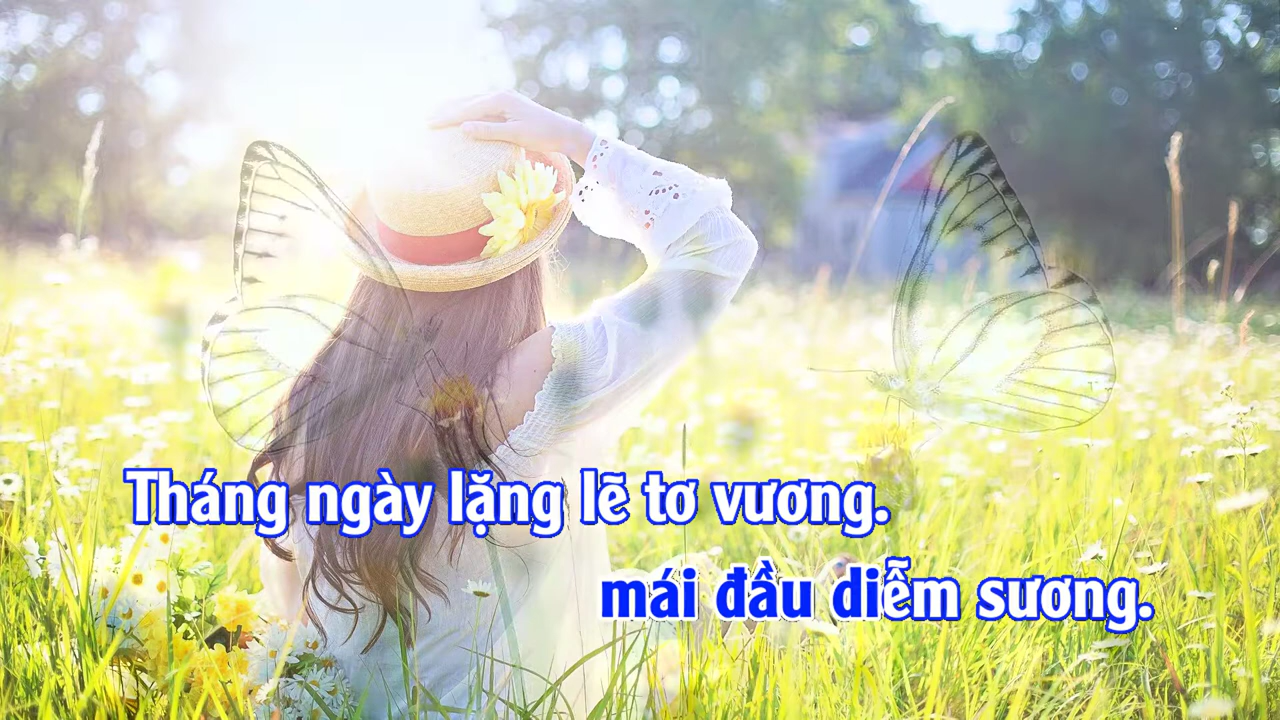 Tháng ngày lặng lẽ tơ vương.
mái đầu diễm sương.